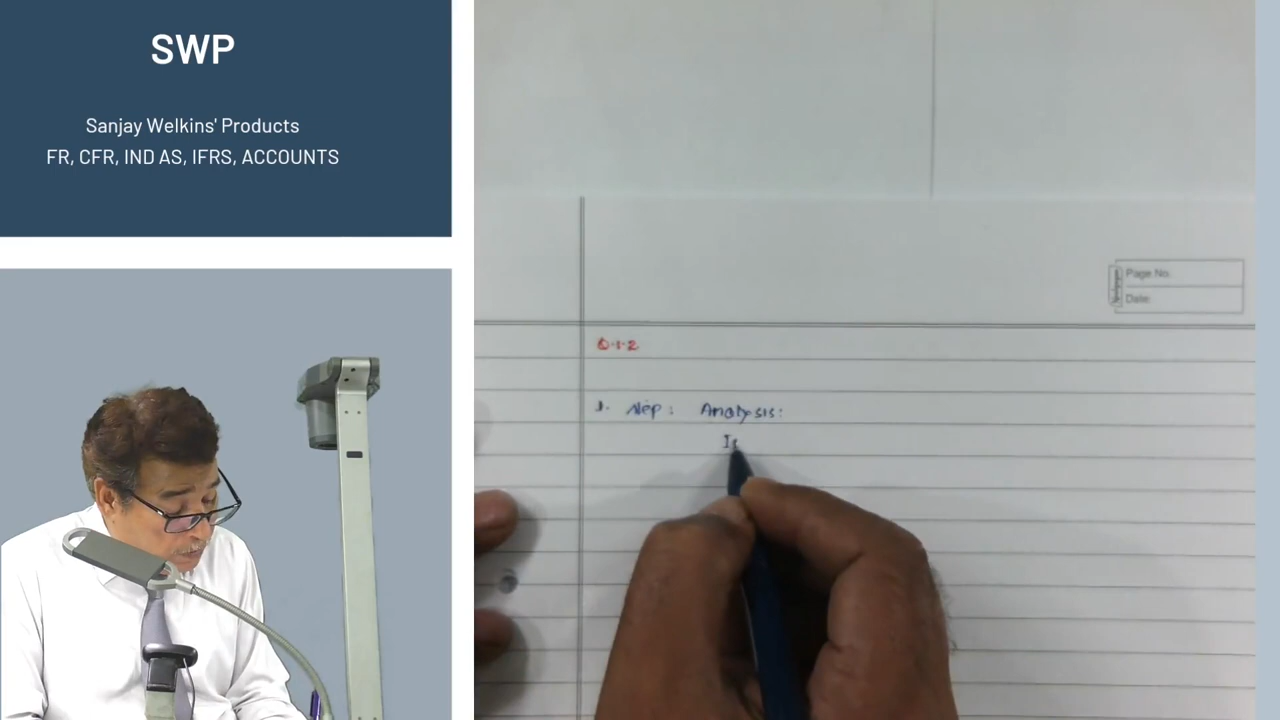 SWP
Sanjay Welkins' Products
FR, CFR, IND AS, IFRS, ACCOUNTS
Page No.
Date:
Q.1.2
1. Nep: Analysis: